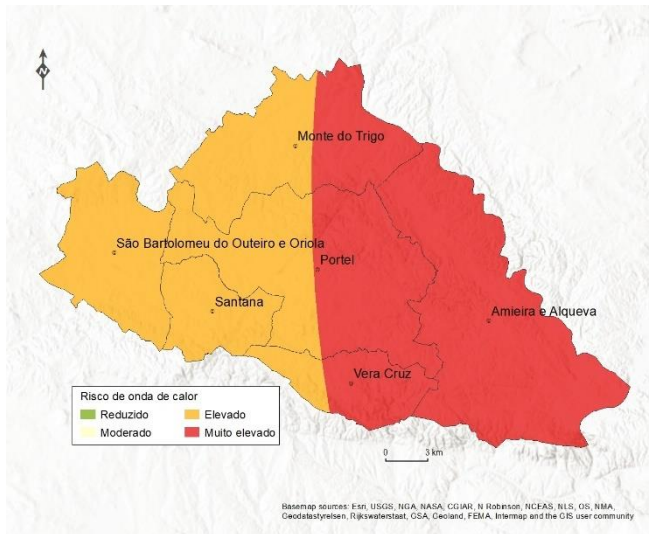 N
Monte do Trigo
São Bartolomeu do Outeiro e Oriola
Portel
Santana
Amieira e Alqueva
Vera Cruz
Risco de onda de calor
Reduzido
Elevado
Moderado
Muito elevado
0 3 km
Basemap sources: Esri, USGS, NGA, NASA, CGIAR, N Robinson, NCEAS, NLS, OS, NMA,
Geodatastyrelsen, Rijkswaterstaat, GSA, Geoland, FEMA, Intermap and the GIS user community